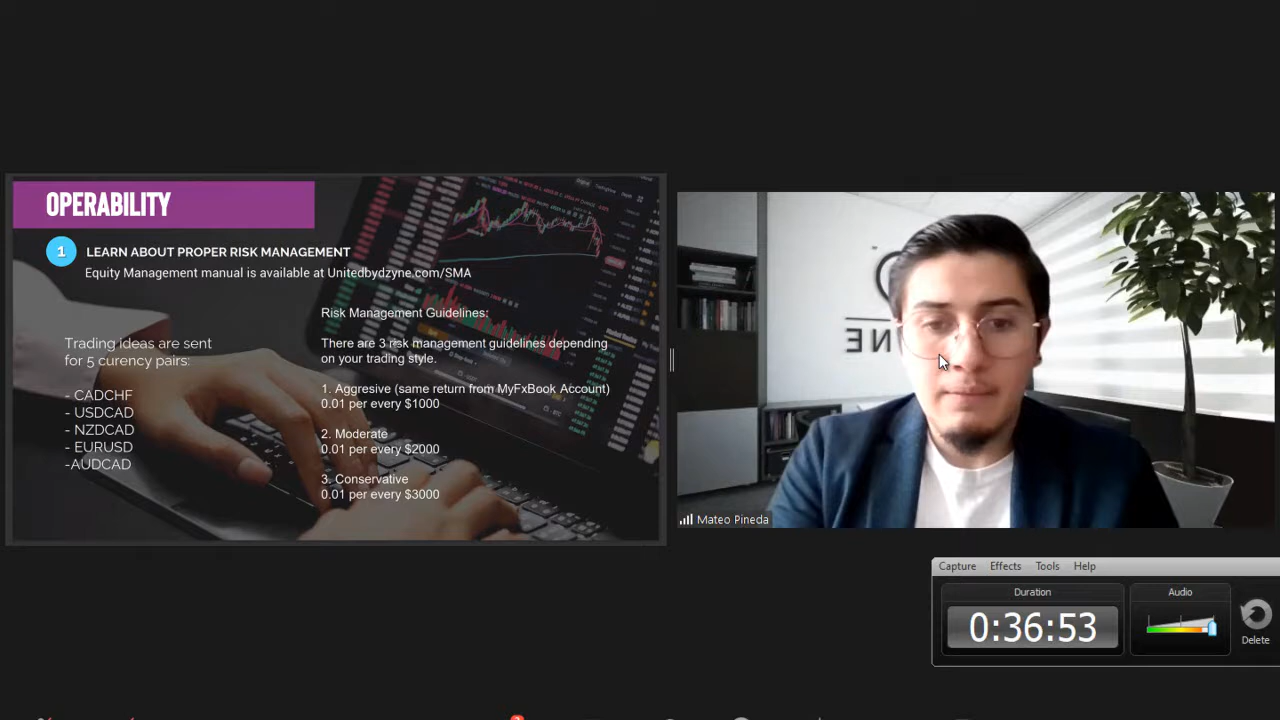 OPERABILITY
1 LEARN ABOUT PROPER RISK MANAGEMENT
Equity Management manual is available at Unitedbydzyne.com/SMA
Trading ideas are sent
for 5 curency pairs:
- CADCHF
- USDCAD
- NZDCAD
- EURUSD
-AUDCAD
Risk Management Guidelines:
There are 3 risk management guidelines depending
on your trading style.
1. Aggresive (same return from MyFxBook Account)
0.01 per every $1000
2. Moderate
0.01 per every $2000
3. Conservative
0.01 per every $3000
NE
Mateo Pineda
Capture Effects Tools Help
Duration
0:36:53
Audio
Delete